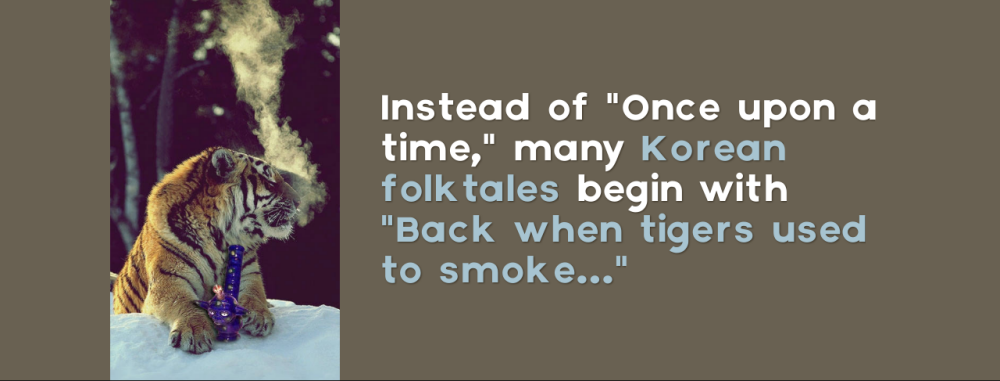 Instead of "Once upon a
time," many Korean
folktales begin with
"Back when tigers used
to smoke..."